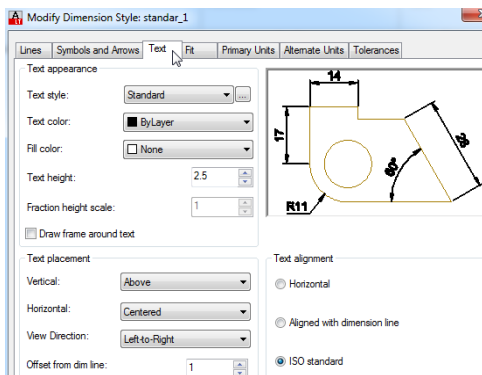 Modify Dimension Style: standar_1
Lines Symbols and Arrows Text Fit Primary Units Alternate Units Tolerances
Text appearance
Text style: Standard ...
Text color: ByLayer
Fill color: None
Text height: 2.5
Fraction height scale: 1
Draw frame around text
14
17
28
60°
R11
Text placement
Vertical: Above
Horizontal: Centered
View Direction: Left-to-Right
Offset from dim line: 1
Text alignment
Horizontal
Aligned with dimension line
ISO standard